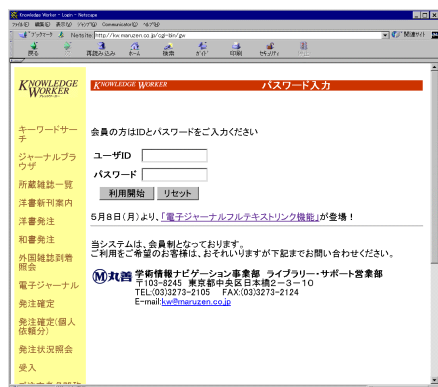 Knowledge Worker - Login - Netscape
ファイル(F) 編集(E) 表示(V) ジャンプ(G) Communicator(C) ヘルプ(H)
ブックマーク Netsite: http://kw.maruzen.co.jp/cgi-bin/gw 関連サイト
戻る 再読み込み ホーム 検索 ガイド 印刷 セキュリティ
KNOWLEDGE WORKER
KNOWLEDGE WORKER パスワード入力
キーワードサーチ
ジャーナルブラウザ
所蔵雑誌一覧
洋書新刊案内
洋書発注
和書発注
外国雑誌到着照会
電子ジャーナル
発注確定
発注確定(個人依頼分)
発注状況照会
受入
会員の方はIDとパスワードをご入力ください
ユーザID
パスワード
利用開始 リセット
5月8日(月)より、「電子ジャーナルフルテキストリンク機能」が登場！
当システムは、会員制となっております。
ご利用をご希望のお客様は、おそれいりますが下記までお問い合わせください。
M丸善 学術情報ナビゲーション事業部 ライブラリー・サポート営業部
〒103-8245 東京都中央区日本橋2－3－10
TEL:(03)3273-2105 FAX:(03)3273-2124
E-mail:kw@maruzen.co.jp